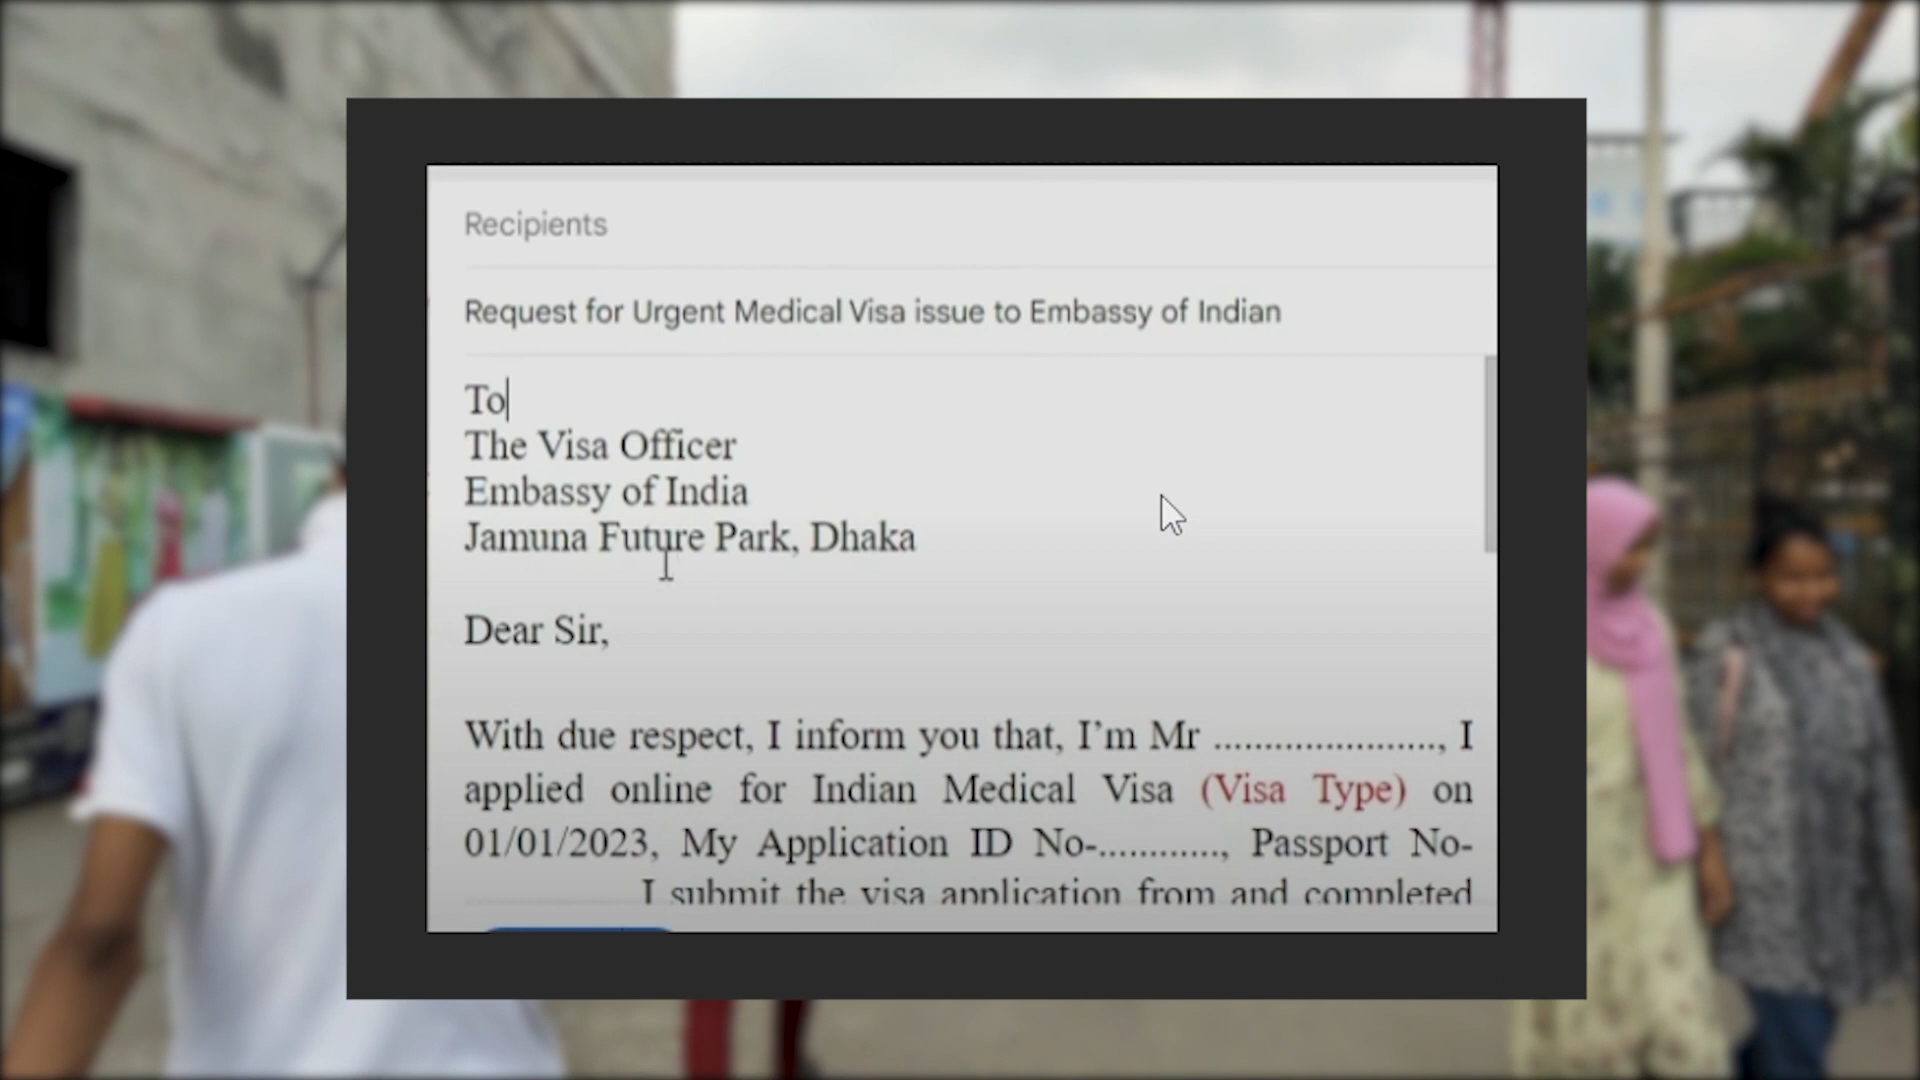 Recipients
Request for Urgent Medical Visa issue to Embassy of Indian
To
The Visa Officer
Embassy of India
Jamuna Future Park, Dhaka
Dear Sir,
With due respect, I inform you that, I’m Mr ......................, I
applied online for Indian Medical Visa (Visa Type) on
01/01/2023, My Application ID No-............, Passport No-
I submit the visa application from and completed